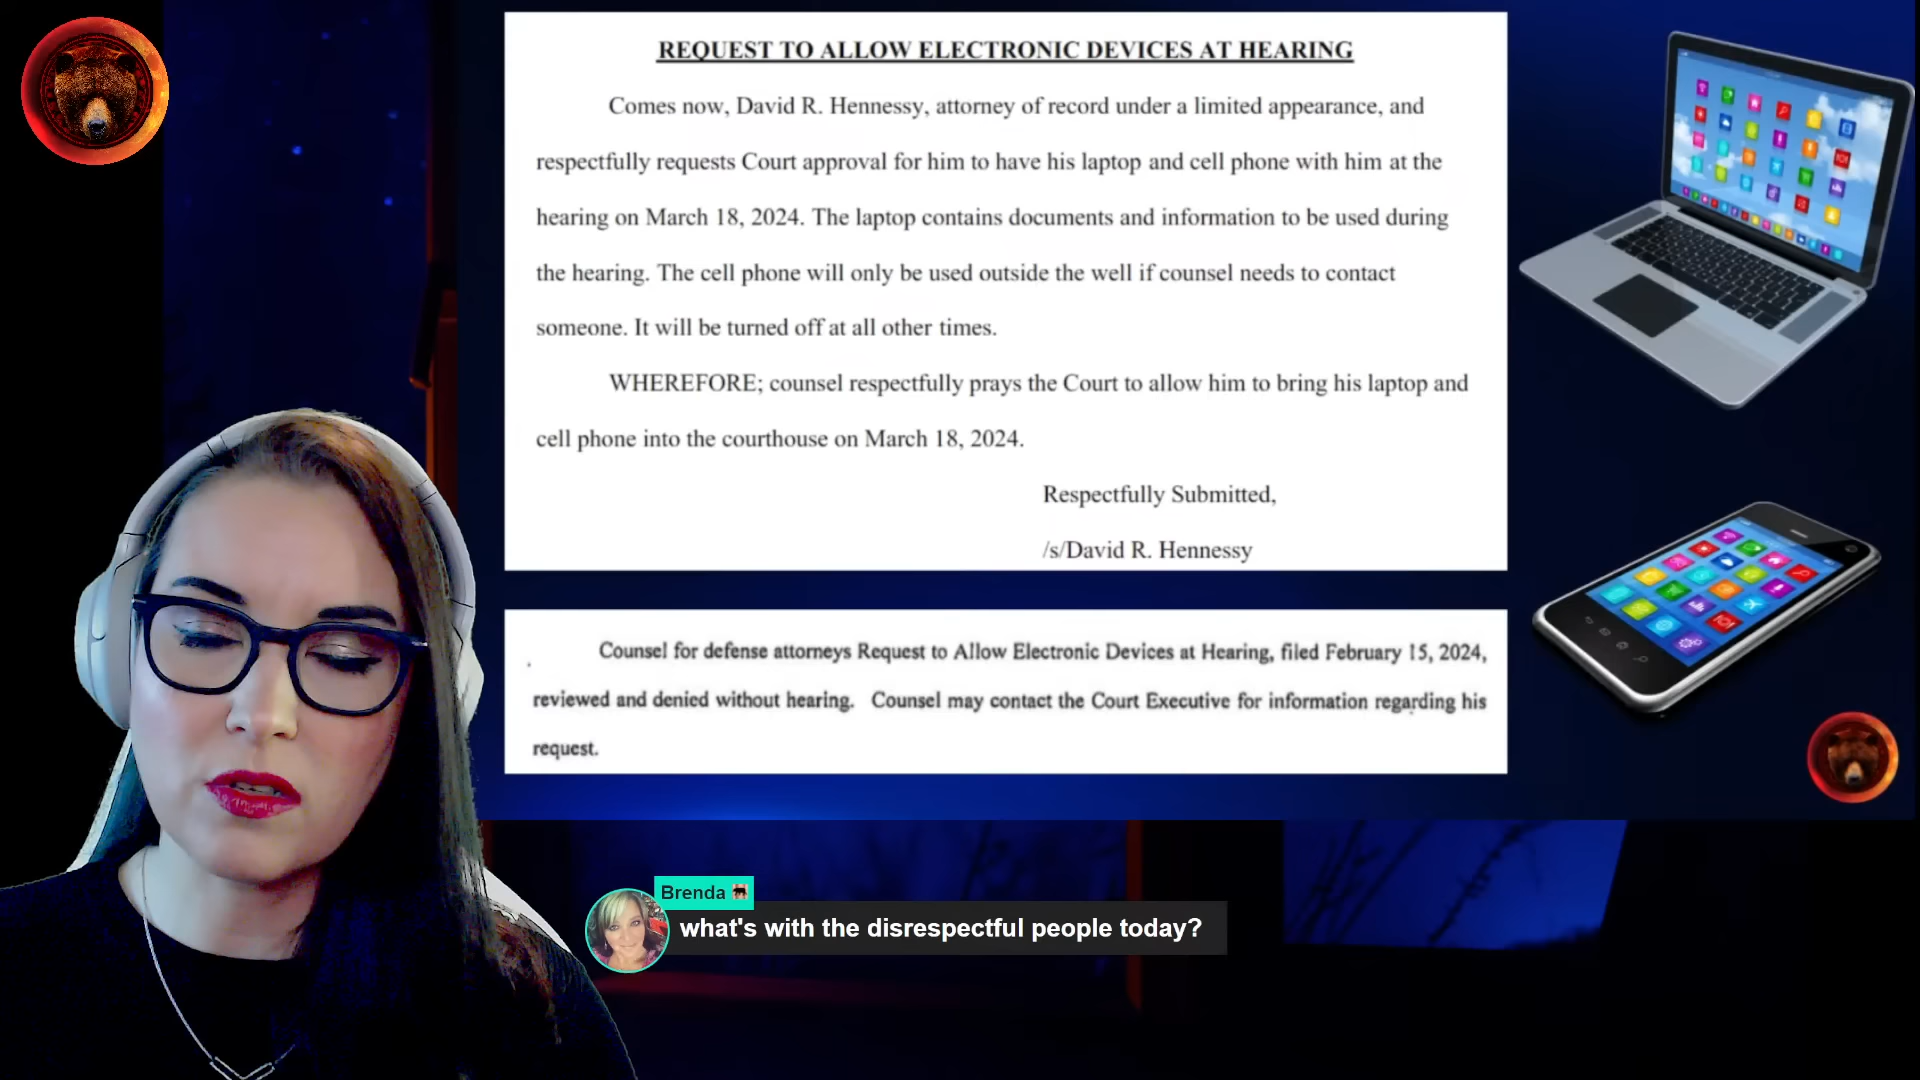 REQUEST TO ALLOW ELECTRONIC DEVICES AT HEARING
Comes now, David R. Hennessy, attorney of record under a limited appearance, and
respectfully requests Court approval for him to have his laptop and cell phone with him at the
hearing on March 18, 2024. The laptop contains documents and information to be used during
the hearing. The cell phone will only be used outside the well if counsel needs to contact
someone. It will be turned off at all other times.
WHEREFORE; counsel respectfully prays the Court to allow him to bring his laptop and
cell phone into the courthouse on March 18, 2024.
Respectfully Submitted,
/s/David R. Hennessy
Counsel for defense attorneys Request to Allow Electronic Devices at Hearing, filed February 15, 2024,
reviewed and denied without hearing. Counsel may contact the Court Executive for information regarding his
request.
Brenda
what's with the disrespectful people today?